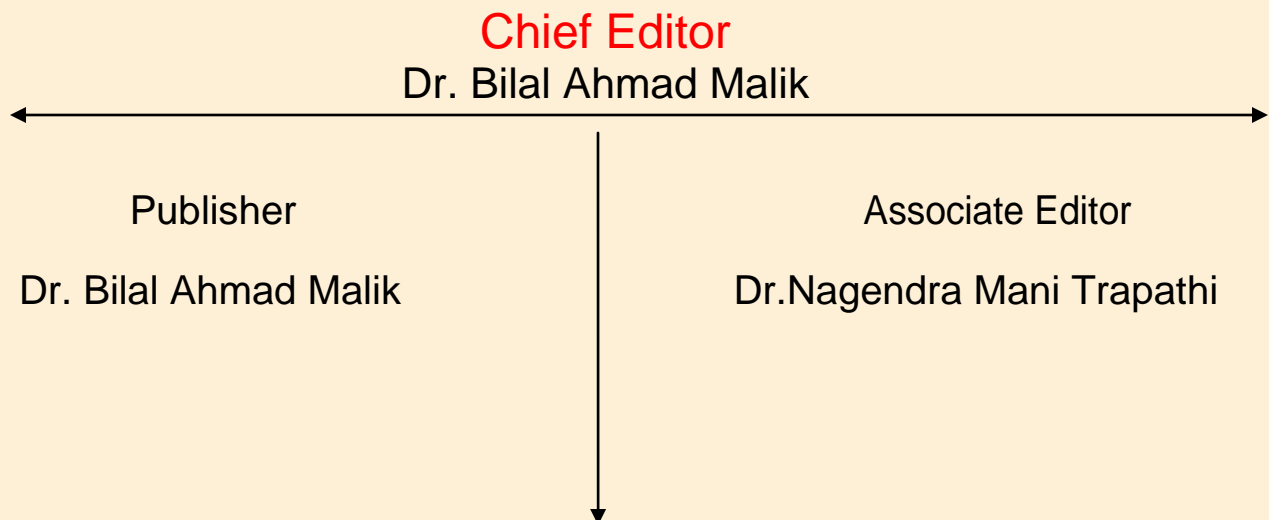 Chief Editor
Dr. Bilal Ahmad Malik
Publisher
Associate Editor
Dr. Bilal Ahmad Malik
Dr.Nagendra Mani Trapathi